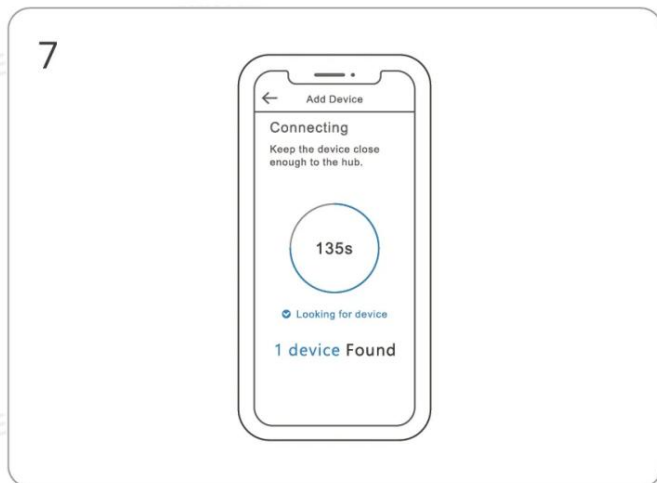 7
Add Device
Connecting
Keep the device close
enough to the hub.
135s
Looking for device
1 device Found